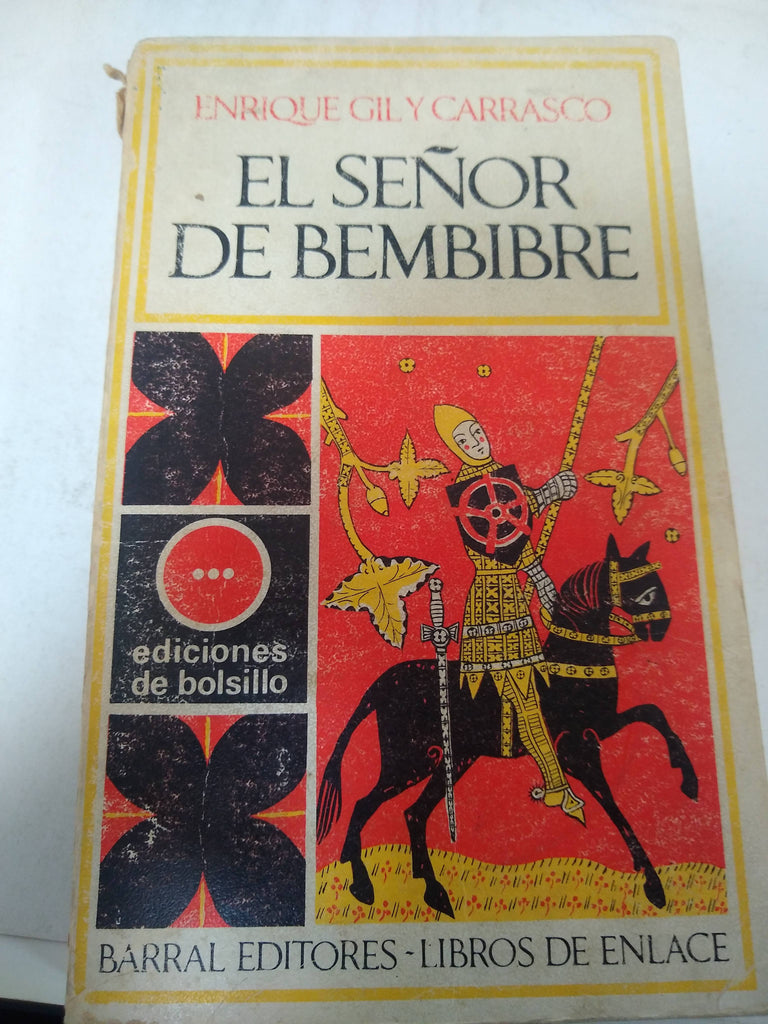 ENRIQUE GIL Y CARRASCO
EL SEÑOR
DE BEMBIBRE
ediciones
de bolsillo
BARRAL EDITORES - LIBROS DE ENLACE